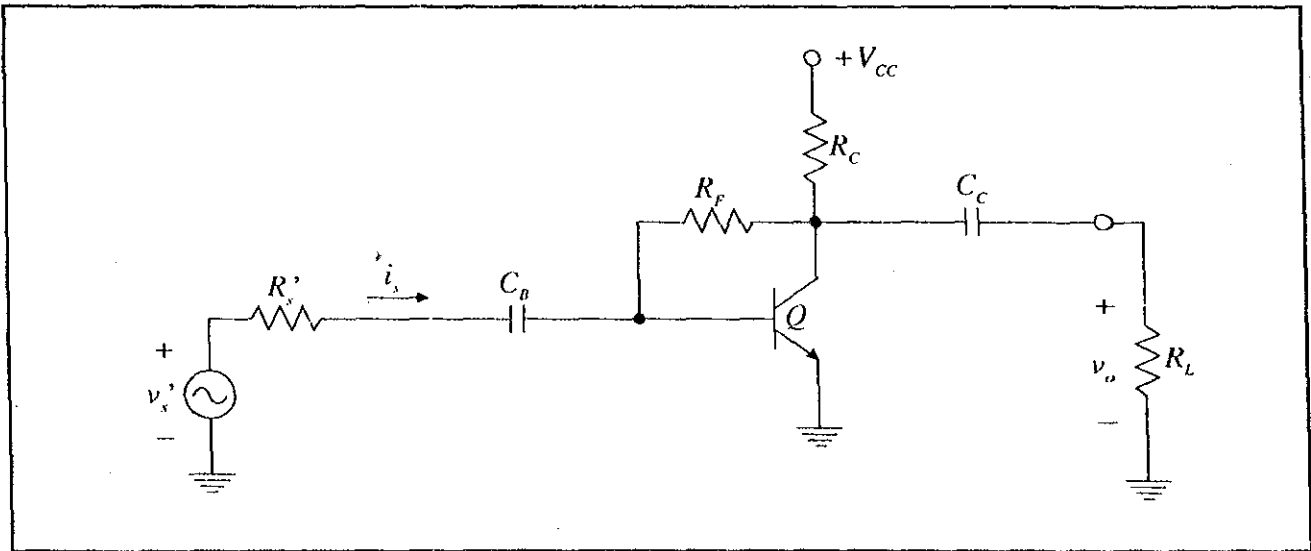 +V_CC
R_C
R_F
C_C
'i_s
R_s'
C_B
Q
+
+
v_s'
v_o
R_L
−
−